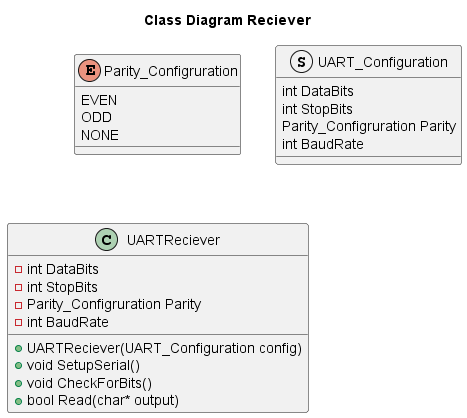 Class Diagram Reciever
E Parity_Configruration
EVEN
ODD
NONE
S UART_Configuration
int DataBits
int StopBits
Parity_Configruration Parity
int BaudRate
C UARTReciever
int DataBits
int StopBits
Parity_Configruration Parity
int BaudRate
UARTReciever(UART_Configuration config)
void SetupSerial()
void CheckForBits()
bool Read(char* output)